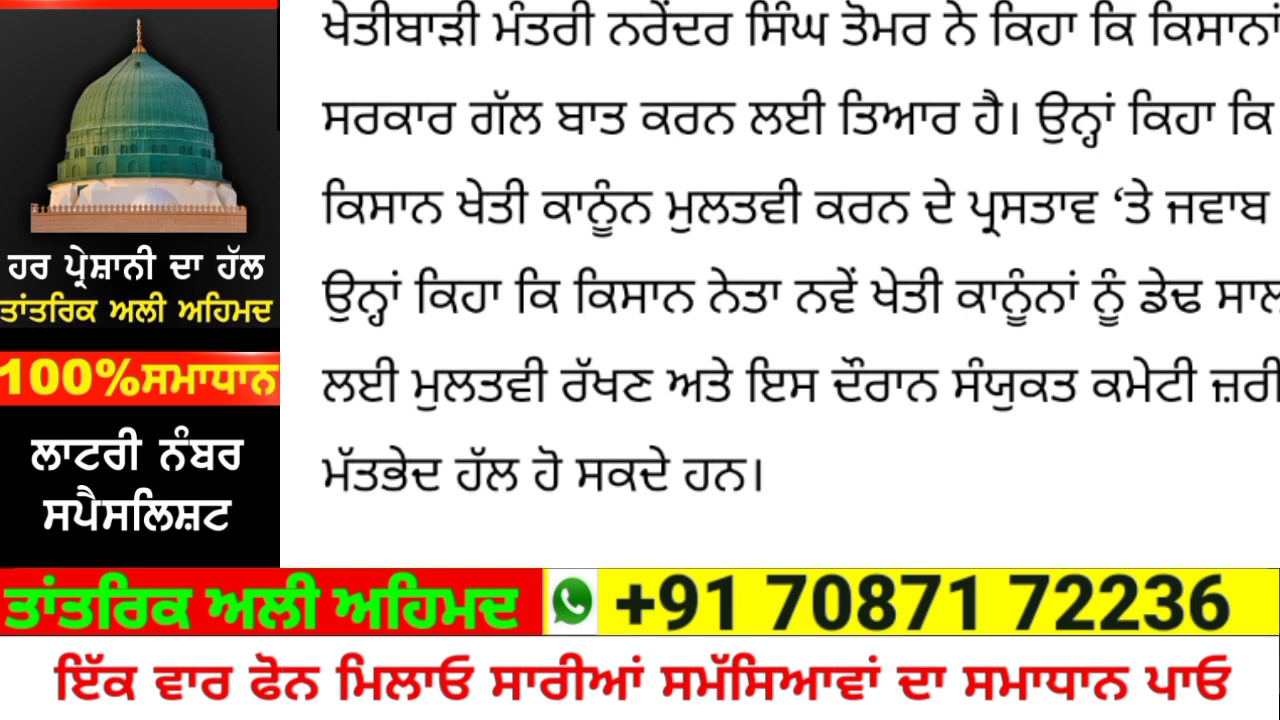 ਖੇਤੀਬਾੜੀ ਮੰਤਰੀ ਨਰੇਂਦਰ ਸਿੰਘ ਤੋਮਰ ਨੇ ਕਿਹਾ ਕਿ ਕਿਸਾਨਾਂ
ਸਰਕਾਰ ਗੱਲ ਬਾਤ ਕਰਨ ਲਈ ਤਿਆਰ ਹੈ। ਉਨ੍ਹਾਂ ਕਿਹਾ ਕਿ
ਕਿਸਾਨ ਖੇਤੀ ਕਾਨੂੰਨ ਮੁਲਤਵੀ ਕਰਨ ਦੇ ਪ੍ਰਸਤਾਵ ‘ਤੇ ਜਵਾਬ
ਉਨ੍ਹਾਂ ਕਿਹਾ ਕਿ ਕਿਸਾਨ ਨੇਤਾ ਨਵੇਂ ਖੇਤੀ ਕਾਨੂੰਨਾਂ ਨੂੰ ਡੇਢ ਸਾਲ
ਲਈ ਮੁਲਤਵੀ ਰੱਖਣ ਅਤੇ ਇਸ ਦੌਰਾਨ ਸੰਯੁਕਤ ਕਮੇਟੀ
ਮੱਤਭੇਦ ਹੱਲ ਹੋ ਸਕਦੇ ਹਨ।
ਹਰ ਪ੍ਰੇਸ਼ਾਨੀ ਦਾ ਹੱਲ
ਤਾਂਤਰਿਕ ਅਲੀ ਅਹਿਮਦ
100%ਸਮਾਧਾਨ
ਲਾਟਰੀ ਨੰਬਰ
ਸਪੈਸਲਿਸ਼ਟ
ਤਾਂਤਰਿਕ ਅਲੀ ਅਹਿਮਦ +91 70871 72236
ਇੱਕ ਵਾਰ ਫੋਨ ਮਿਲਾਓ ਸਾਰੀਆਂ ਸਮੱਸਿਆਵਾਂ ਦਾ ਸਮਾਧਾਨ ਪਾਓ